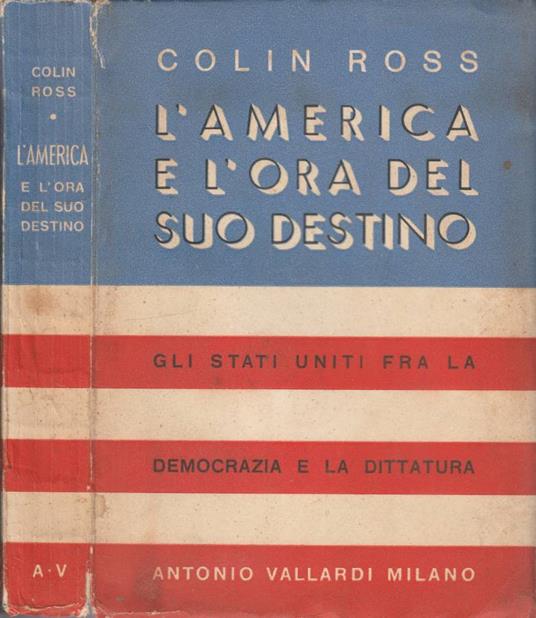 COLIN
ROSS
L'AMERICA
E L'ORA
DEL SUO
DESTINO
A·V
COLIN ROSS
L'AMERICA
E L'ORA DEL
SUO DESTINO
GLI STATI UNITI FRA LA
DEMOCRAZIA E LA DITTATURA
ANTONIO VALLARDI MILANO